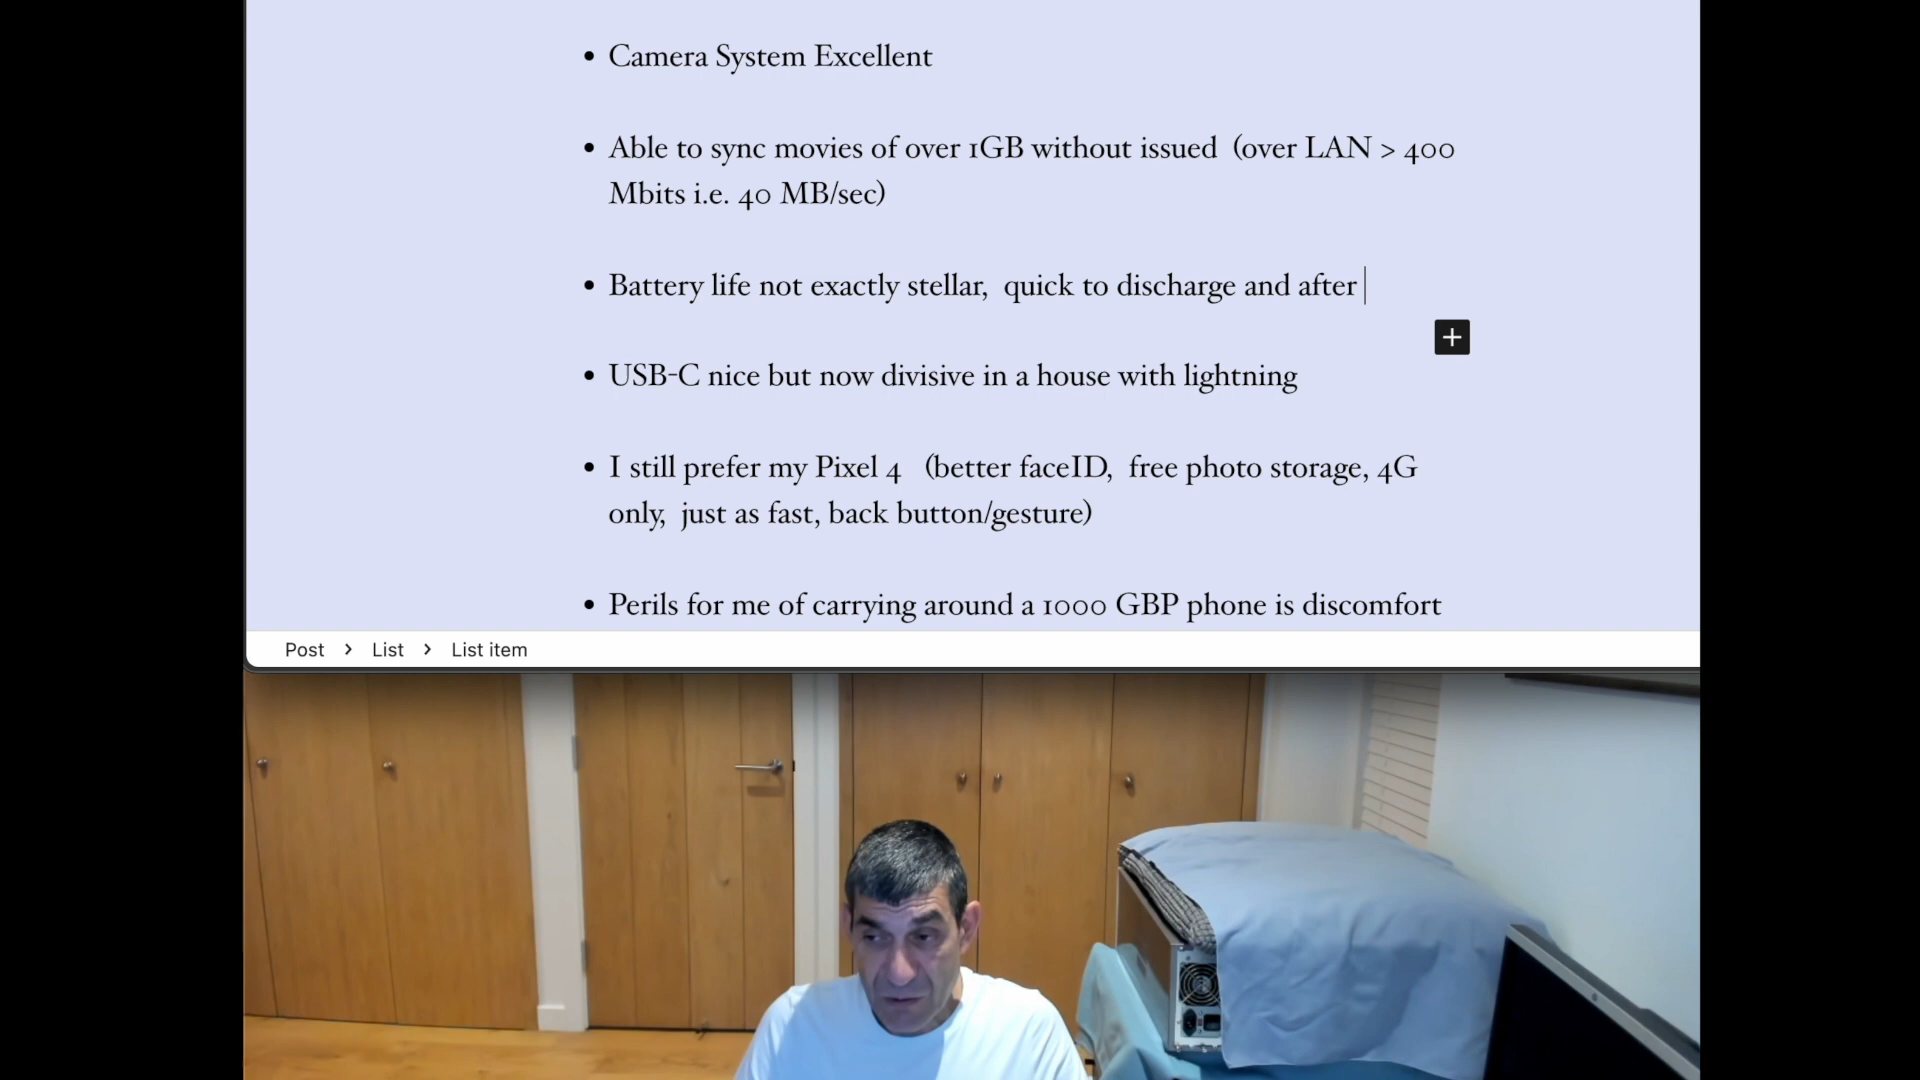 • Camera System Excellent
• Able to sync movies of over 1GB without issued (over LAN > 400
Mbits i.e. 40 MB/sec)
• Battery life not exactly stellar, quick to discharge and after
• USB-C nice but now divisive in a house with lightning
• I still prefer my Pixel 4 (better faceID, free photo storage, 4G
only, just as fast, back button/gesture)
• Perils for me of carrying around a 1000 GBP phone is discomfort
Post > List > List item